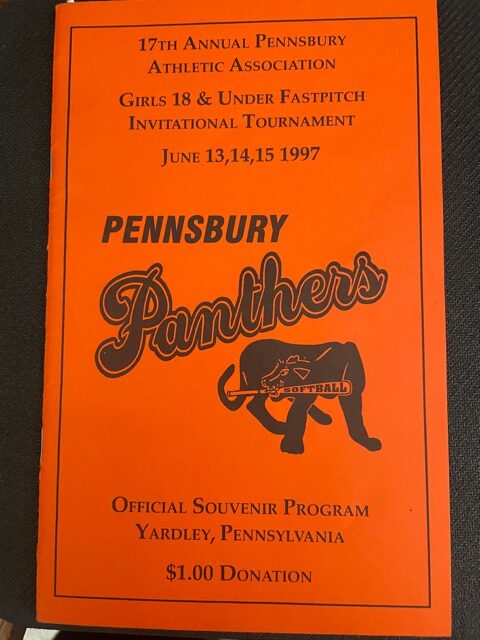 17th Annual Pennsbury
Athletic Association
Girls 18 & Under Fastpitch
Invitational Tournament
June 13,14,15 1997
PENNSBURY
Panthers
SOFTBALL
Official Souvenir Program
Yardley, Pennsylvania
$1.00 Donation